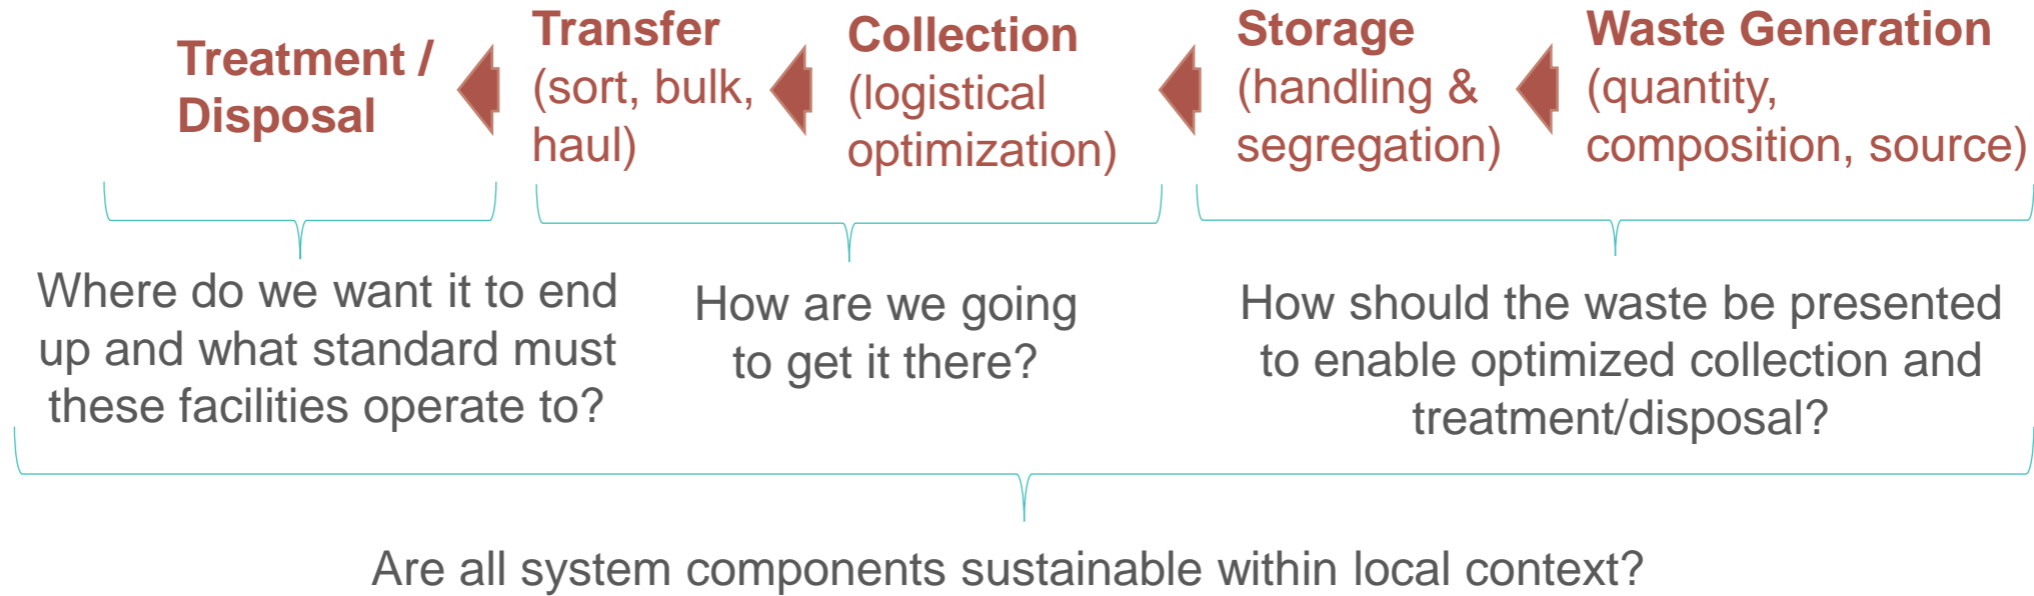 Treatment /
Disposal
Transfer
(sort, bulk,
haul)
Collection
(logistical
optimization)
Storage
(handling &
segregation)
Waste Generation
(quantity,
composition, source)
Where do we want it to end
up and what standard must
these facilities operate to?
How are we going
to get it there?
How should the waste be presented
to enable optimized collection and
treatment/disposal?
Are all system components sustainable within local context?